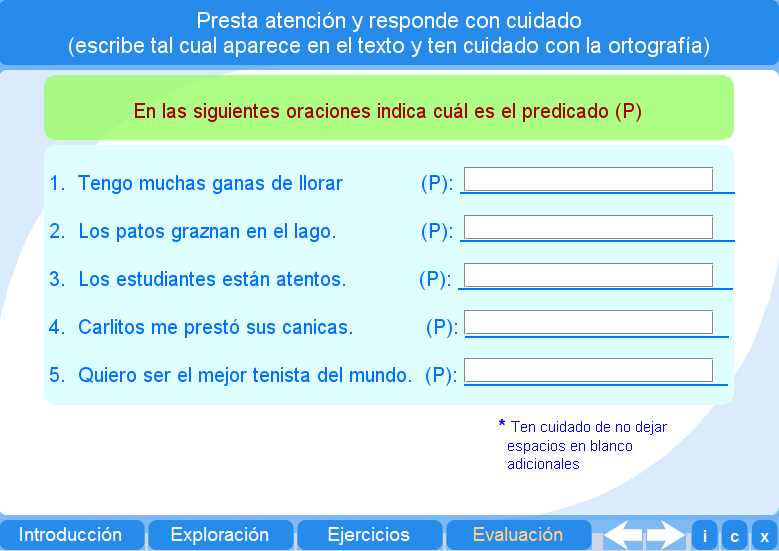 Presta atención y responde con cuidado
(escribe tal cual aparece en el texto y ten cuidado con la ortografía)
En las siguientes oraciones indica cuál es el predicado (P)
1. Tengo muchas ganas de llorar (P):
2. Los patos graznan en el lago. (P):
3. Los estudiantes están atentos. (P):
4. Carlitos me prestó sus canicas. (P):
5. Quiero ser el mejor tenista del mundo. (P):
* Ten cuidado de no dejar
espacios en blanco
adicionales
Introducción Exploración Ejercicios Evaluación i c x